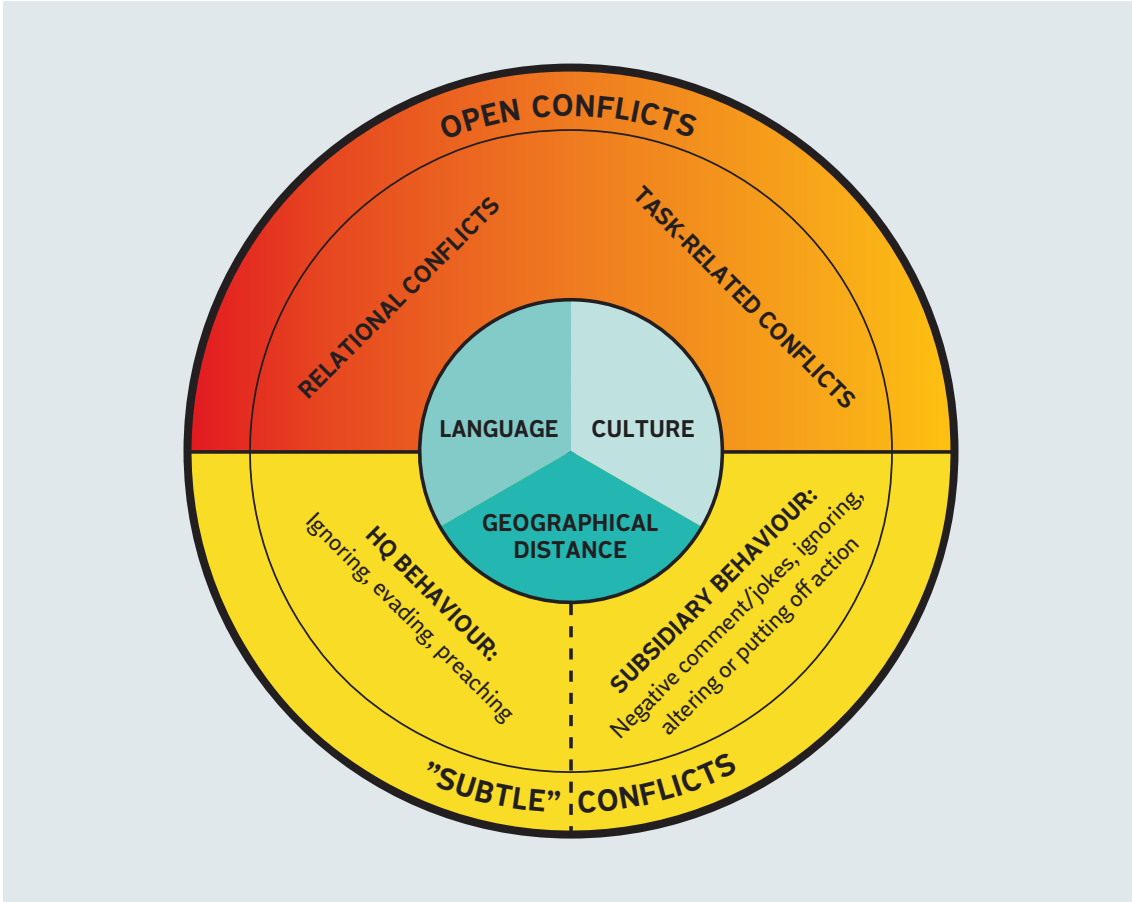 OPEN CONFLICTS
RELATIONAL CONFLICTS
TASK-RELATED CONFLICTS
LANGUAGE
CULTURE
GEOGRAPHICAL
DISTANCE
HQ BEHAVIOUR:
Ignoring, evading, preaching
SUBSIDIARY BEHAVIOUR:
Negative comment/jokes, ignoring,
altering or putting off action
”SUBTLE” CONFLICTS